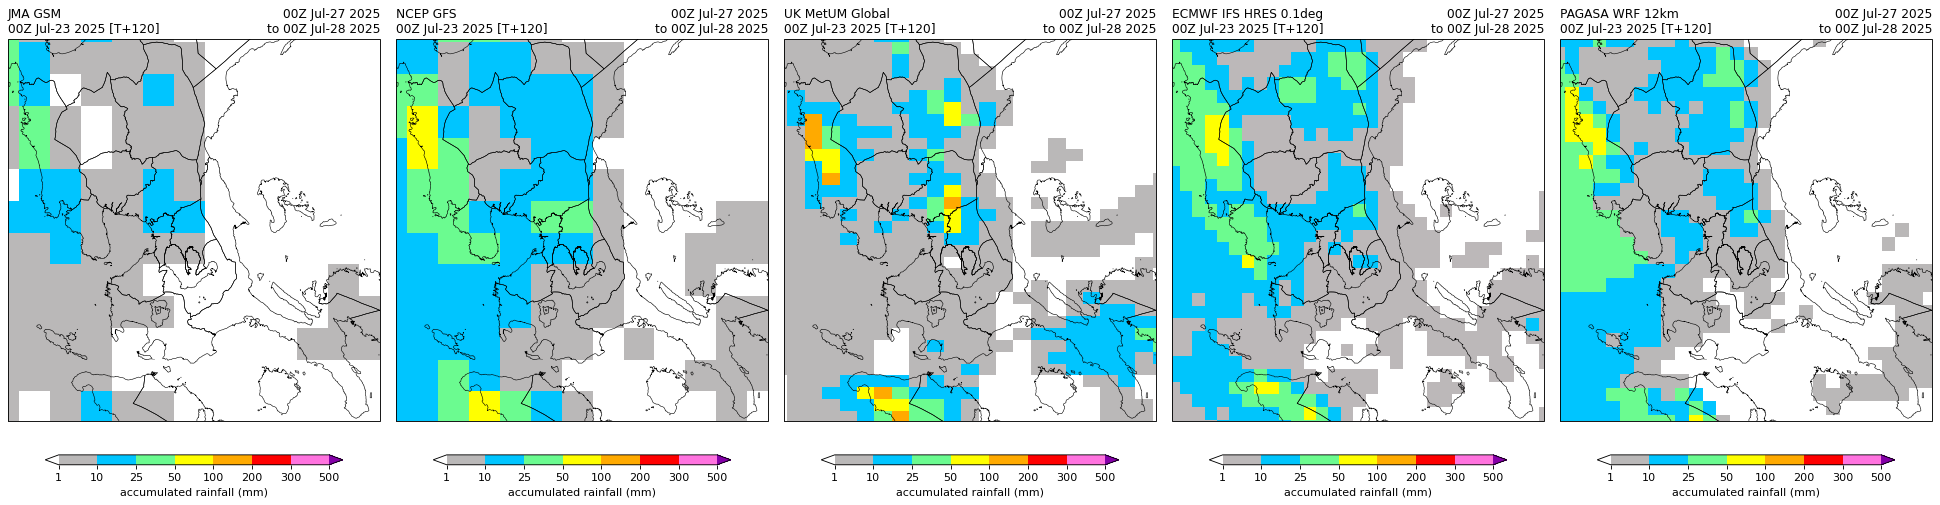 JMA GSM 00Z Jul-27 2025
00Z Jul-23 2025 [T+120] to 00Z Jul-28 2025
NCEP GFS 00Z Jul-27 2025
00Z Jul-23 2025 [T+120] to 00Z Jul-28 2025
UK MetUM Global 00Z Jul-27 2025
00Z Jul-23 2025 [T+120] to 00Z Jul-28 2025
ECMWF IFS HRES 0.1deg 00Z Jul-27 2025
00Z Jul-23 2025 [T+120] to 00Z Jul-28 2025
PAGASA WRF 12km 00Z Jul-27 2025
00Z Jul-23 2025 [T+120] to 00Z Jul-28 2025
1 10 25 50 100 200 300 500
accumulated rainfall (mm)
1 10 25 50 100 200 300 500
accumulated rainfall (mm)
1 10 25 50 100 200 300 500
accumulated rainfall (mm)
1 10 25 50 100 200 300 500
accumulated rainfall (mm)
1 10 25 50 100 200 300 500
accumulated rainfall (mm)